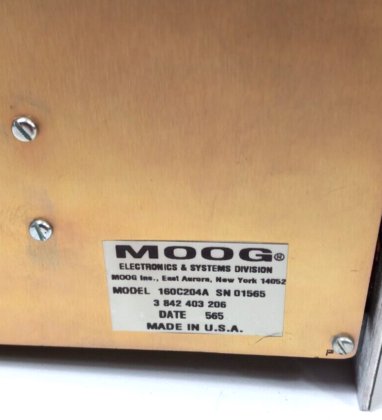 MOOG®
ELECTRONICS & SYSTEMS DIVISION
MOOG Inc., East Aurora, New York 14052
MODEL 160C204A SN 01565
3 842 403 206
DATE 565
MADE IN U.S.A.
P